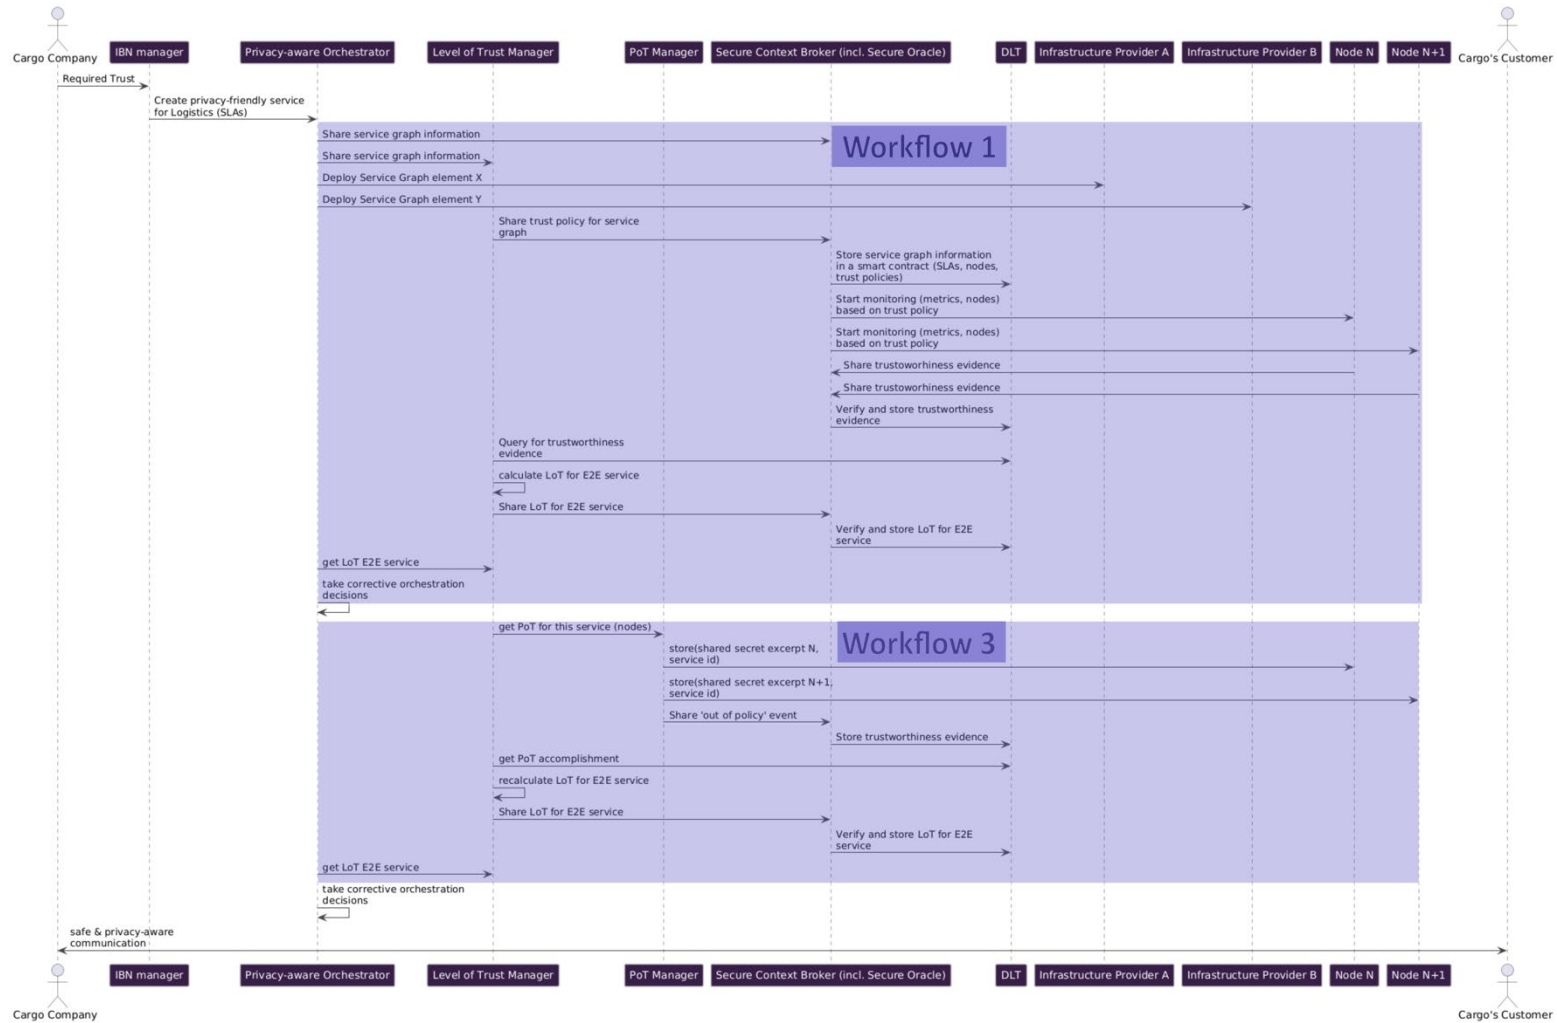 Cargo Company
IBN manager
Privacy-aware Orchestrator
Level of Trust Manager
PoT Manager
Secure Context Broker (incl. Secure Oracle)
DLT
Infrastructure Provider A
Infrastructure Provider B
Node N
Node N+1
Cargo's Customer
Required Trust
Create privacy-friendly service
for Logistics (SLAs)
Workflow 1
Share service graph information
Share service graph information
Deploy Service Graph element X
Deploy Service Graph element Y
Share trust policy for service
graph
Store service graph information
in a smart contract (SLAs, nodes,
trust policies)
Start monitoring (metrics, nodes)
based on trust policy
Start monitoring (metrics, nodes)
based on trust policy
Share trustoworhiness evidence
Share trustoworhiness evidence
Verify and store trustworthiness
evidence
Query for trustworthiness
evidence
calculate LoT for E2E service
Share LoT for E2E service
Verify and store LoT for E2E
service
get LoT E2E service
take corrective orchestration
decisions
Workflow 3
get PoT for this service (nodes)
store(shared secret excerpt N,
service id)
store(shared secret excerpt N+1,
service id)
Share 'out of policy' event
Store trustworthiness evidence
get PoT accomplishment
recalculate LoT for E2E service
Share LoT for E2E service
Verify and store LoT for E2E
service
get LoT E2E service
take corrective orchestration
decisions
safe & privacy-aware
communication
Cargo Company
IBN manager
Privacy-aware Orchestrator
Level of Trust Manager
PoT Manager
Secure Context Broker (incl. Secure Oracle)
DLT
Infrastructure Provider A
Infrastructure Provider B
Node N
Node N+1
Cargo's Customer